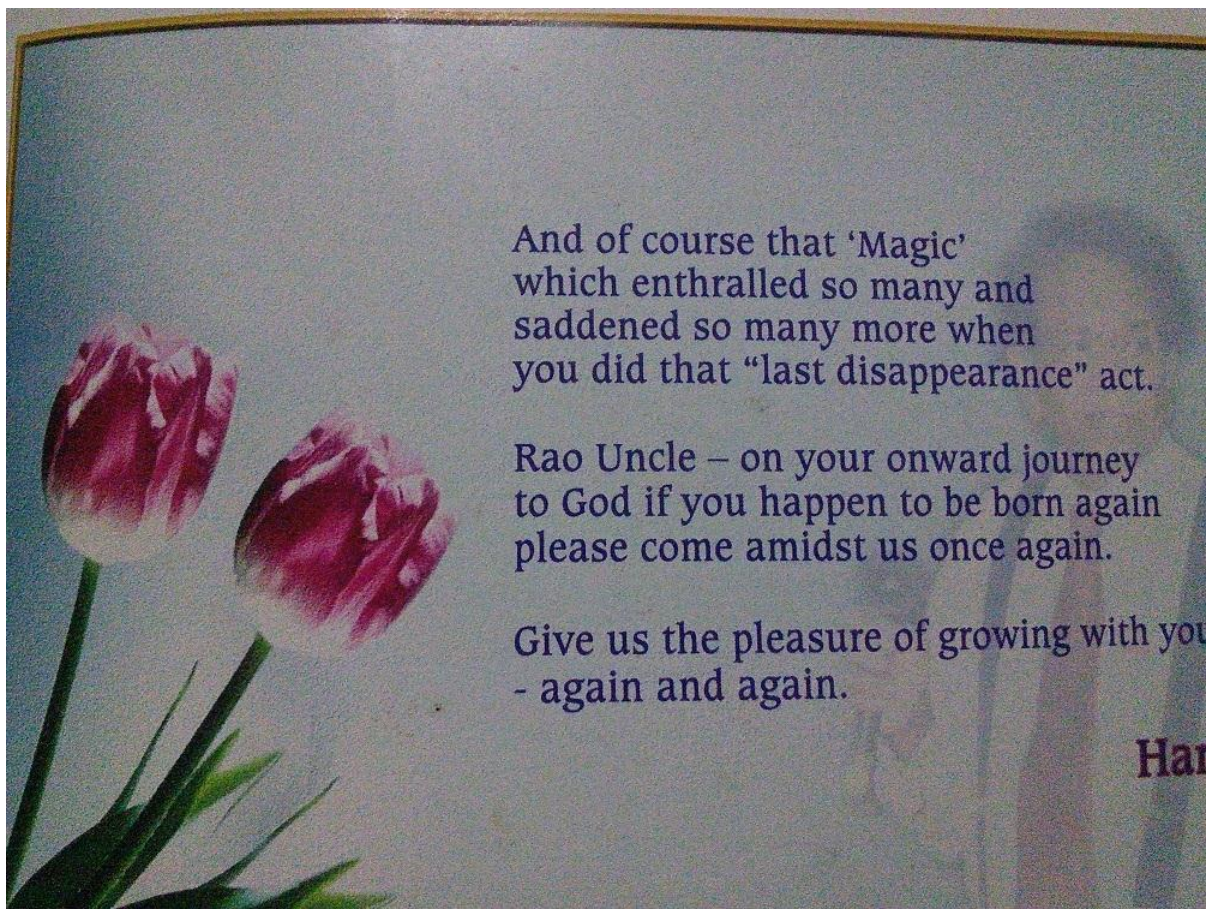 And of course that ‘Magic’
which enthralled so many and
saddened so many more when
you did that “last disappearance” act.
Rao Uncle – on your onward journey
to God if you happen to be born again
please come amidst us once again.
Give us the pleasure of growing with you
- again and again.